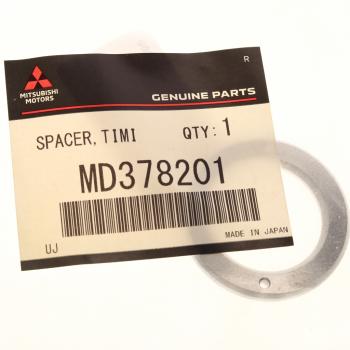 R
MITSUBISHI
MOTORS
GENUINE PARTS
SPACER,TIMI QTY:1
MD378201
UJ
MADE IN JAPAN